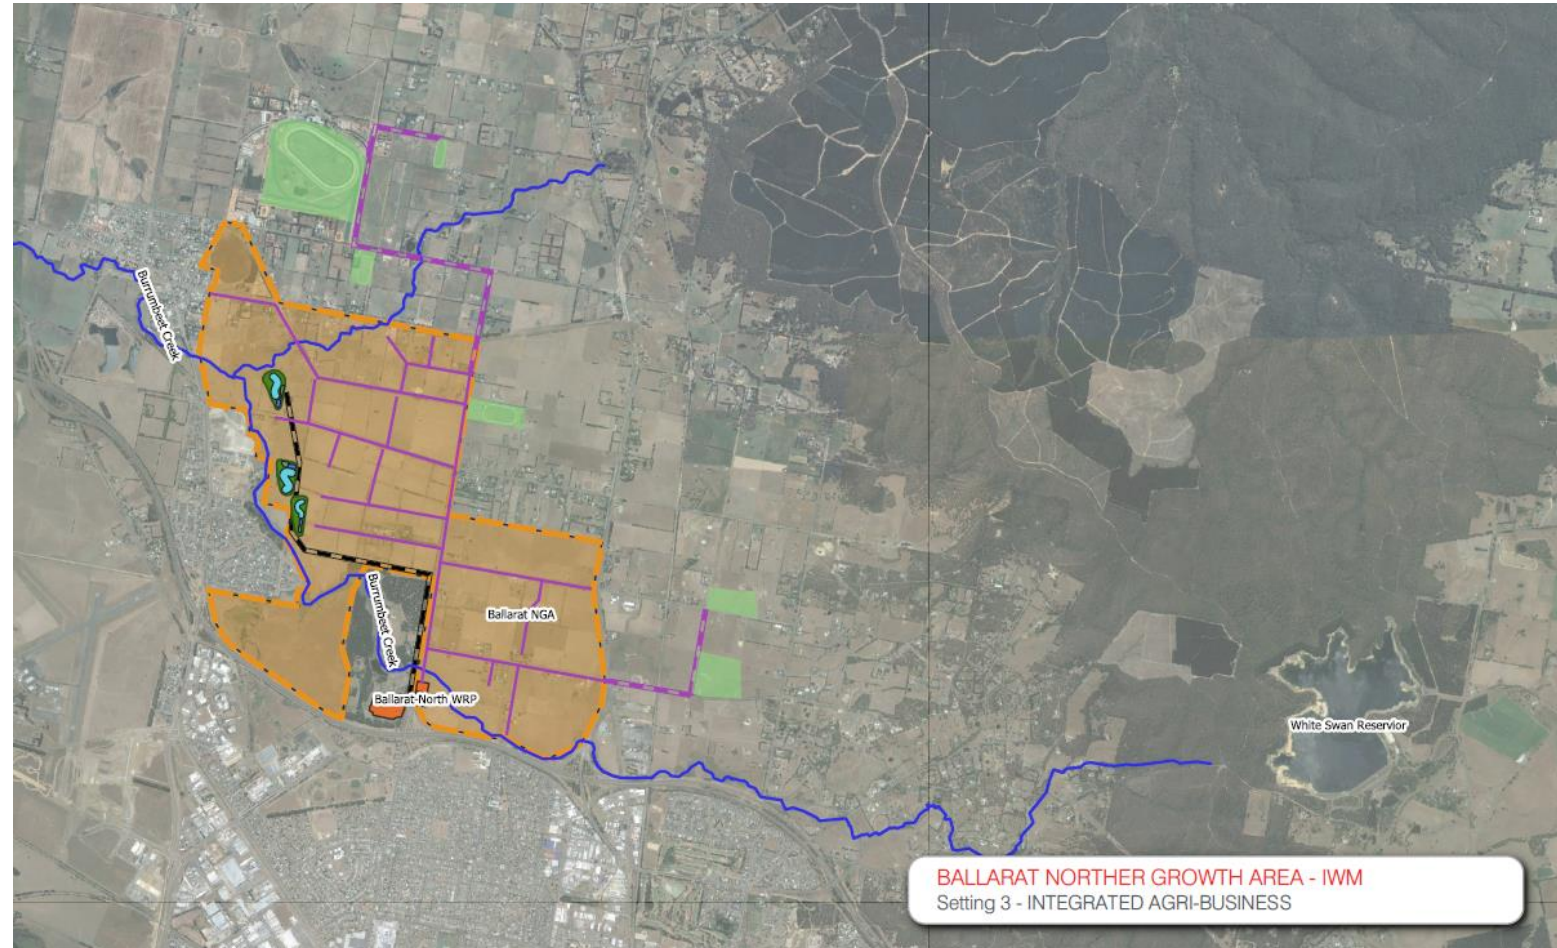 Burrumbeet Creek
Ballarat NGA
Burrumbeet Creek
Ballarat-North WRP
White Swan Reservior
BALLARAT NORTHER GROWTH AREA - IWM
Setting 3 - INTEGRATED AGRI-BUSINESS